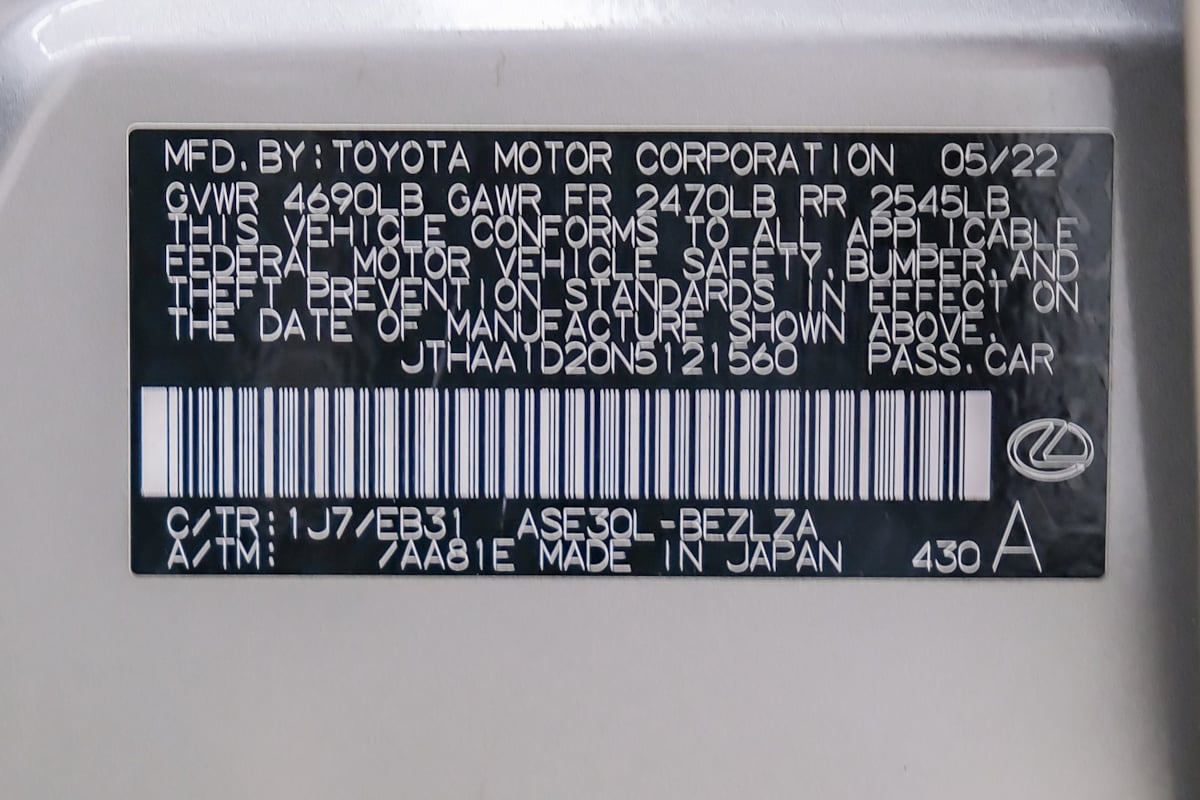 MFD. BY: TOYOTA MOTOR CORPORATION 05/22
GVWR 4690LB GAWR FR 2470LB RR 2545LB
THIS VEHICLE CONFORMS TO ALL APPLICABLE
FEDERAL MOTOR VEHICLE SAFETY, BUMPER, AND
THEFT PREVENTION STANDARDS IN EFFECT ON
THE DATE OF MANUFACTURE SHOWN ABOVE.
JTHAA1D20N5121560 PASS. CAR
C/TR: 1J7/EB31 ASE30L-BEZLZA
A/TM: /AA81E MADE IN JAPAN 430 A